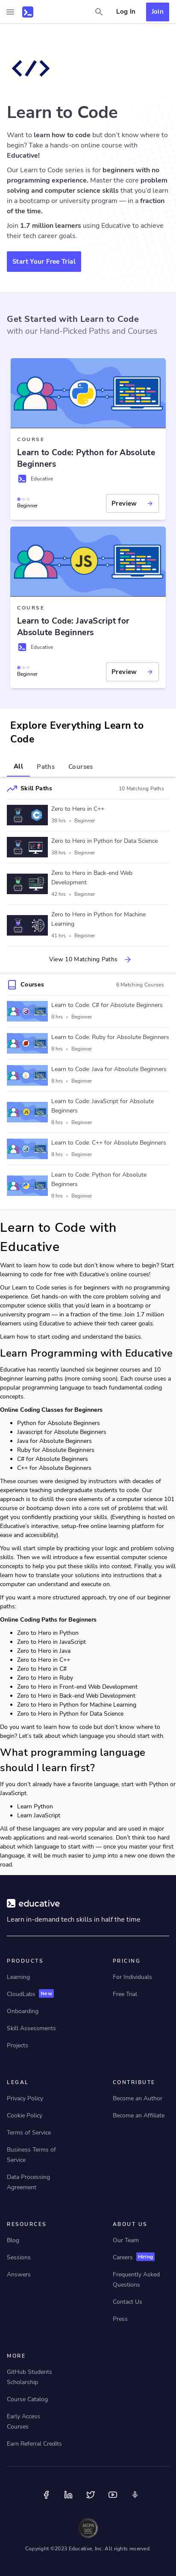 Log In
Join
Learn to Code
Want to learn how to code but don't know where to
begin? Take a hands-on online course with
Educative!
Our Learn to Code series is for beginners with no
programming experience. Master the core problem
solving and computer science skills that you'd learn
in a bootcamp or university program — in a fraction
of the time.
Join 1.7 million learners using Educative to achieve
their tech career goals.
Start Your Free Trial
Get Started with Learn to Code
with our Hand-Picked Paths and Courses
COURSE
Learn to Code: Python for Absolute
Beginners
Educative
Beginner
Preview
JS
COURSE
Learn to Code: JavaScript for
Absolute Beginners
Educative
Beginner
Preview
Explore Everything Learn to
Code
All
Paths
Courses
Skill Paths
10 Matching Paths
Zero to Hero in C++
38 hrs • Beginner
Zero to Hero in Python for Data Science
38 hrs • Beginner
Zero to Hero in Back-end Web
Development
42 hrs • Beginner
Zero to Hero in Python for Machine
Learning
41 hrs • Beginner
View 10 Matching Paths
Courses
6 Matching Courses
Learn to Code: C# for Absolute Beginners
8 hrs • Beginner
Learn to Code: Ruby for Absolute Beginners
8 hrs • Beginner
Learn to Code: Java for Absolute Beginners
8 hrs • Beginner
Learn to Code: JavaScript for Absolute
Beginners
8 hrs • Beginner
Learn to Code: C++ for Absolute Beginners
8 hrs • Beginner
Learn to Code: Python for Absolute
Beginners
8 hrs • Beginner
Learn to Code with
Educative
Want to learn how to code but don't know where to begin? Start
learning to code for free with Educative's online courses!
Our Learn to Code series is for beginners with no programming
experience. Get hands-on with the core problem solving and
computer science skills that you'd learn in a bootcamp or
university program — in a fraction of the time. Join 1.7 million
learners using Educative to achieve their tech career goals.
Learn how to start coding and understand the basics.
Learn Programming with Educative
Educative has recently launched six beginner courses and 10
beginner learning paths (more coming soon). Each course uses a
popular programming language to teach fundamental coding
concepts.
Online Coding Classes for Beginners
• Python for Absolute Beginners
• Javascript for Absolute Beginners
• Java for Absolute Beginners
• Ruby for Absolute Beginners
• C# for Absolute Beginners
• C++ for Absolute Beginners
These courses were designed by instructors with decades of
experience teaching undergraduate students to code. Our
approach is to distill the core elements of a computer science 101
or university course or bootcamp into the essentials that will get
you confidently practicing your skills. (Everything is hosted on
Educative's interactive, setup-free online learning platform for
ease and accessibility).
You will start simple by practicing your logic and problem solving
skills. Then we will introduce a few essential computer science
concepts to help you put these skills into context. Finally, you will
learn how to translate your solutions into instructions that a
computer can understand and execute on.
If you want a more structured approach, try one of our beginner
paths:
Online Coding Paths for Beginners
• Zero to Hero in Python
• Zero to Hero in JavaScript
• Zero to Hero in Java
• Zero to Hero in C++
• Zero to Hero in C#
• Zero to Hero in Ruby
• Zero to Hero in Front-end Web Development
• Zero to Hero in Back-end Web Development
• Zero to Hero in Python for Machine Learning
• Zero to Hero in Python for Data Science
Do you want to learn how to code but don't know where to
begin? Let's talk about which language you should start with.
What programming language
should I learn first?
If you don't already have a favorite language, start with Python or
JavaScript.
• Learn Python
• Learn JavaScript
All of these languages are very popular and are used in modern
web applications and real-world scenarios. Don't think too hard
about which language to start with — once you master your first
language, it will be much easier to jump into a new one down the
road.
educative
Learn in-demand tech skills in half the time
PRODUCTS
Learning
CloudLabs New
Onboarding
Skill Assessments
Projects
PRICING
For Individuals
Free Trial
LEGAL
Privacy Policy
Cookie Policy
Terms of Service
Business Terms of
Service
Data Processing
Agreement
CONTRIBUTE
Become an Author
Become an Affiliate
RESOURCES
Blog
Sessions
Answers
ABOUT US
Our Team
Careers Hiring
Frequently Asked
Questions
Contact Us
Press
MORE
GitHub Students
Scholarship
Course Catalog
Early Access
Courses
Earn Referral Credits
AICPA
SOC
Copyright ©2023 Educative, Inc. All rights reserved.